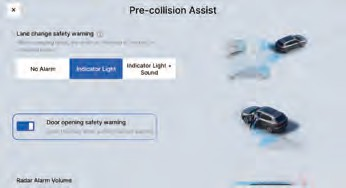 ×
Pre-collision Assist
Land change safety warning ⓘ
No Alarm
Indicator Light
Indicator Light +
Sound
Door opening safety warning
Radar Alarm Volume